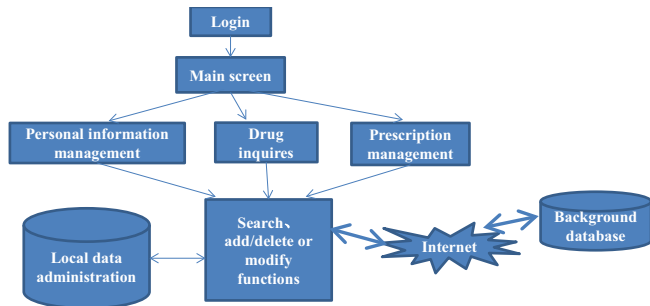 Login
Main screen
Personal information
management
Drug
inquires
Prescription
management
Search、
add/delete or
modify
functions
Local data
administration
Internet
Background
database